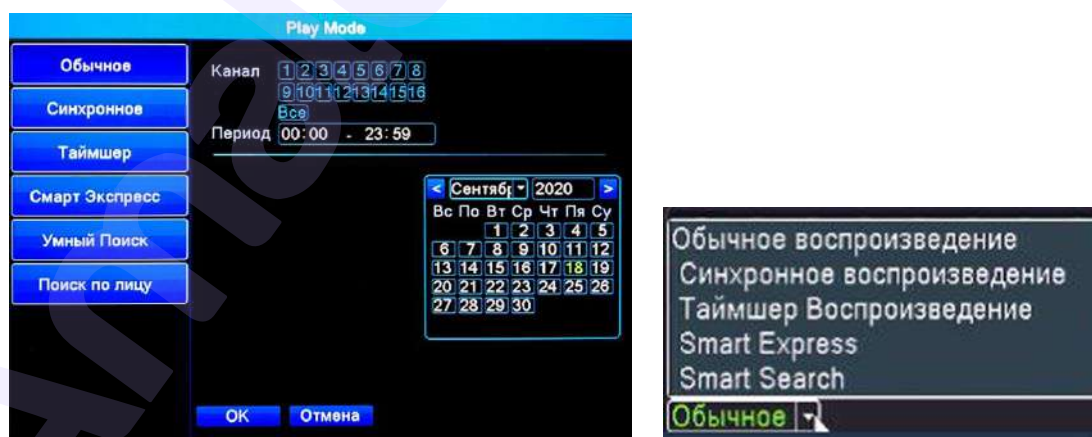 Play Mode
Обычное
Синхронное
Таймшер
Смарт Экспресс
Умный Поиск
Поиск по лицу
Канал 1 2 3 4 5 6 7 8
9 10 11 12 13 14 15 16
Все
Период 00:00 - 23:59
< Сентябр 2020 >
Вс По Вт Ср Чт Пя Су
1 2 3 4 5
6 7 8 9 10 11 12
13 14 15 16 17 18 19
20 21 22 23 24 25 26
27 28 29 30
OK Отмена
Обычное воспроизведение
Синхронное воспроизведение
Таймшер Воспроизведение
Smart Express
Smart Search
Обычное